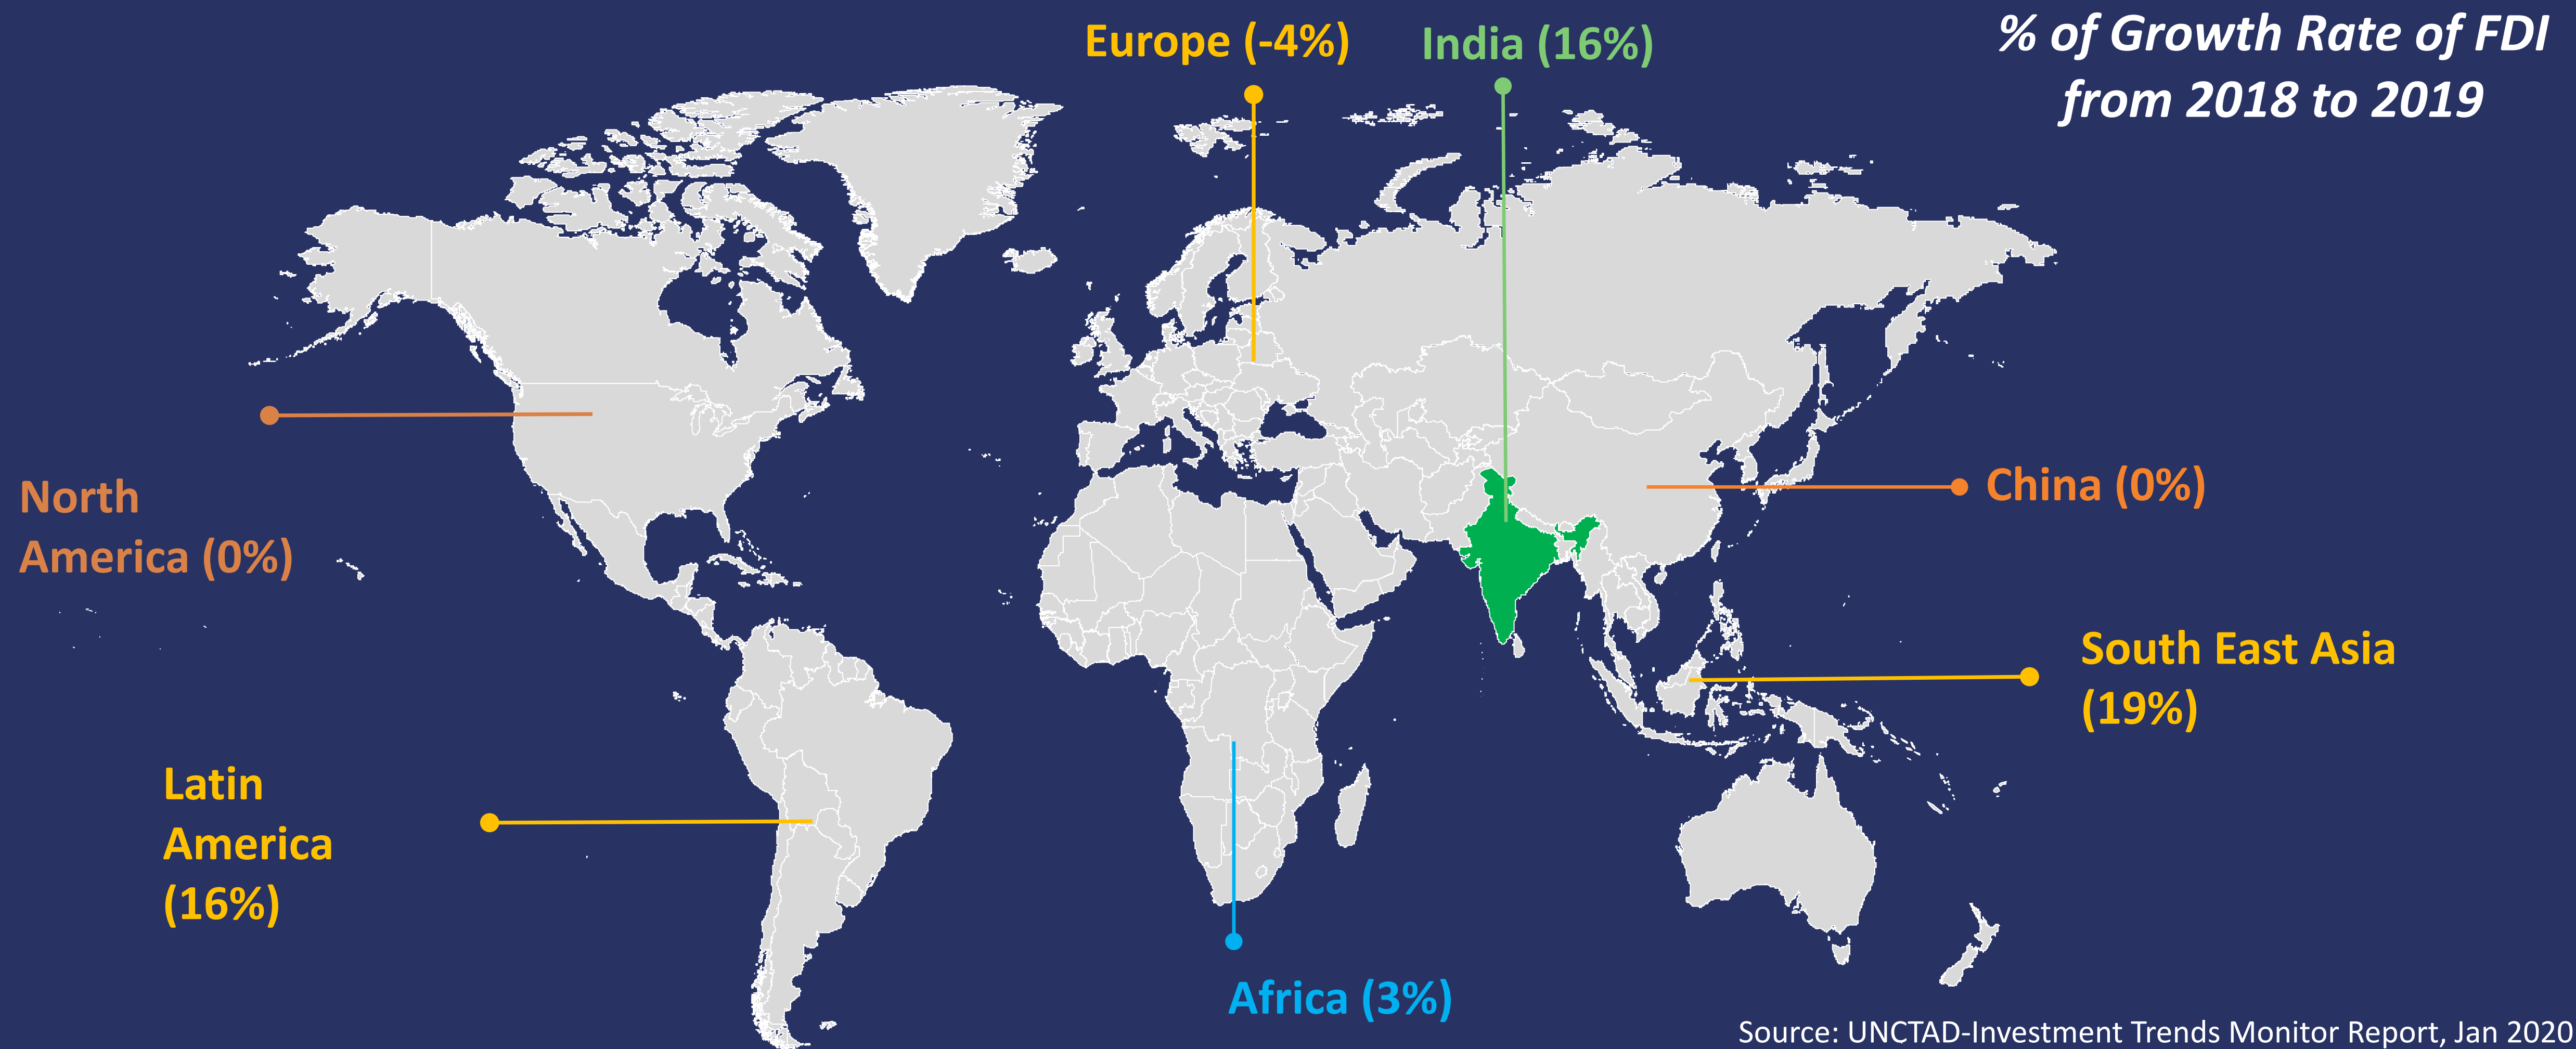 Europe (-4%)
India (16%)
% of Growth Rate of FDI
from 2018 to 2019
North
America (0%)
China (0%)
South East Asia
(19%)
Latin
America
(16%)
Africa (3%)
Source: UNCTAD-Investment Trends Monitor Report, Jan 2020